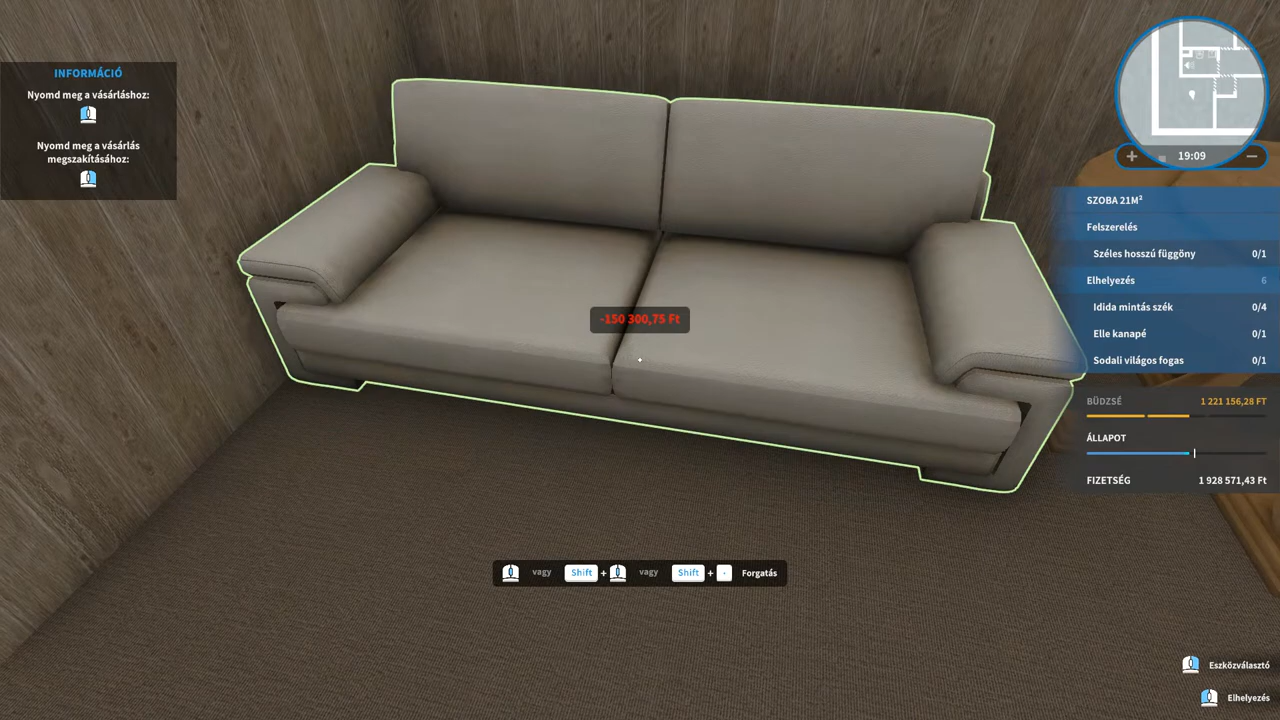 INFORMÁCIÓ
Nyomd meg a vásárláshoz:
Nyomd meg a vásárlás
megszakításához:
19:09
SZOBA 21M²
Felszerelés
Széles hosszú függöny 0/1
Elhelyezés 6
Idida mintás szék 0/4
Elle kanapé 0/1
Sodali világos fogas 0/1
BÜDZSÉ 1 221 156,28 FT
ÁLLAPOT
FIZETSÉG 1 928 571,43 Ft
-150 300,75 Ft
vagy Shift + vagy Shift + . Forgatás
Eszközválasztó
Elhelyezés